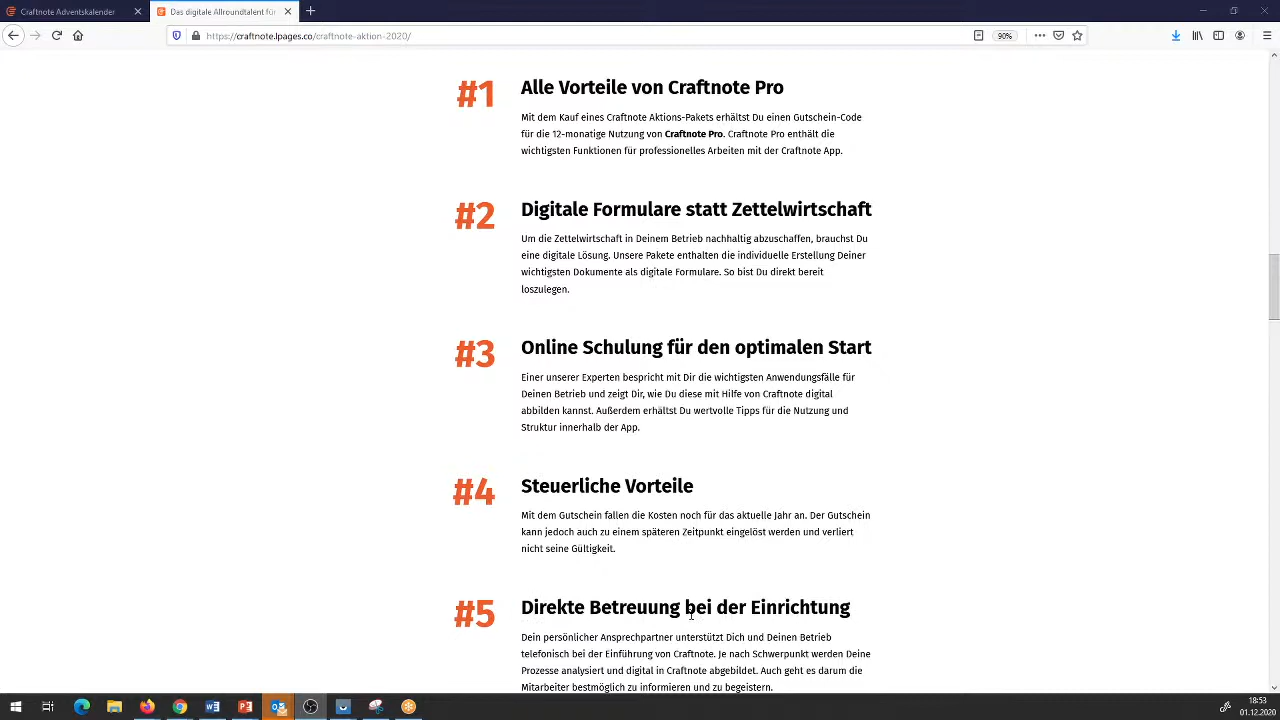 Craftnote Adventskalender
Das digitale Allroundtalent für
https://craftnote.lpages.co/craftnote-aktion-2020/
90%
#1
Alle Vorteile von Craftnote Pro
Mit dem Kauf eines Craftnote Aktions-Pakets erhältst Du einen Gutschein-Code
für die 12-monatige Nutzung von Craftnote Pro. Craftnote Pro enthält die
wichtigsten Funktionen für professionelles Arbeiten mit der Craftnote App.
#2
Digitale Formulare statt Zettelwirtschaft
Um die Zettelwirtschaft in Deinem Betrieb nachhaltig abzuschaffen, brauchst Du
eine digitale Lösung. Unsere Pakete enthalten die individuelle Erstellung Deiner
wichtigsten Dokumente als digitale Formulare. So bist Du direkt bereit
loszulegen.
#3
Online Schulung für den optimalen Start
Einer unserer Experten bespricht mit Dir die wichtigsten Anwendungsfälle für
Deinen Betrieb und zeigt Dir, wie Du diese mit Hilfe von Craftnote digital
abbilden kannst. Außerdem erhältst Du wertvolle Tipps für die Nutzung und
Struktur innerhalb der App.
#4
Steuerliche Vorteile
Mit dem Gutschein fallen die Kosten noch für das aktuelle Jahr an. Der Gutschein
kann jedoch auch zu einem späteren Zeitpunkt eingelöst werden und verliert
nicht seine Gültigkeit.
#5
Direkte Betreuung bei der Einrichtung
Dein persönlicher Ansprechpartner unterstützt Dich und Deinen Betrieb
telefonisch bei der Einführung von Craftnote. Je nach Schwerpunkt werden Deine
Prozesse analysiert und digital in Craftnote abgebildet. Auch geht es darum die
Mitarbeiter bestmöglich zu informieren und zu begeistern.
18:53
01.12.2020